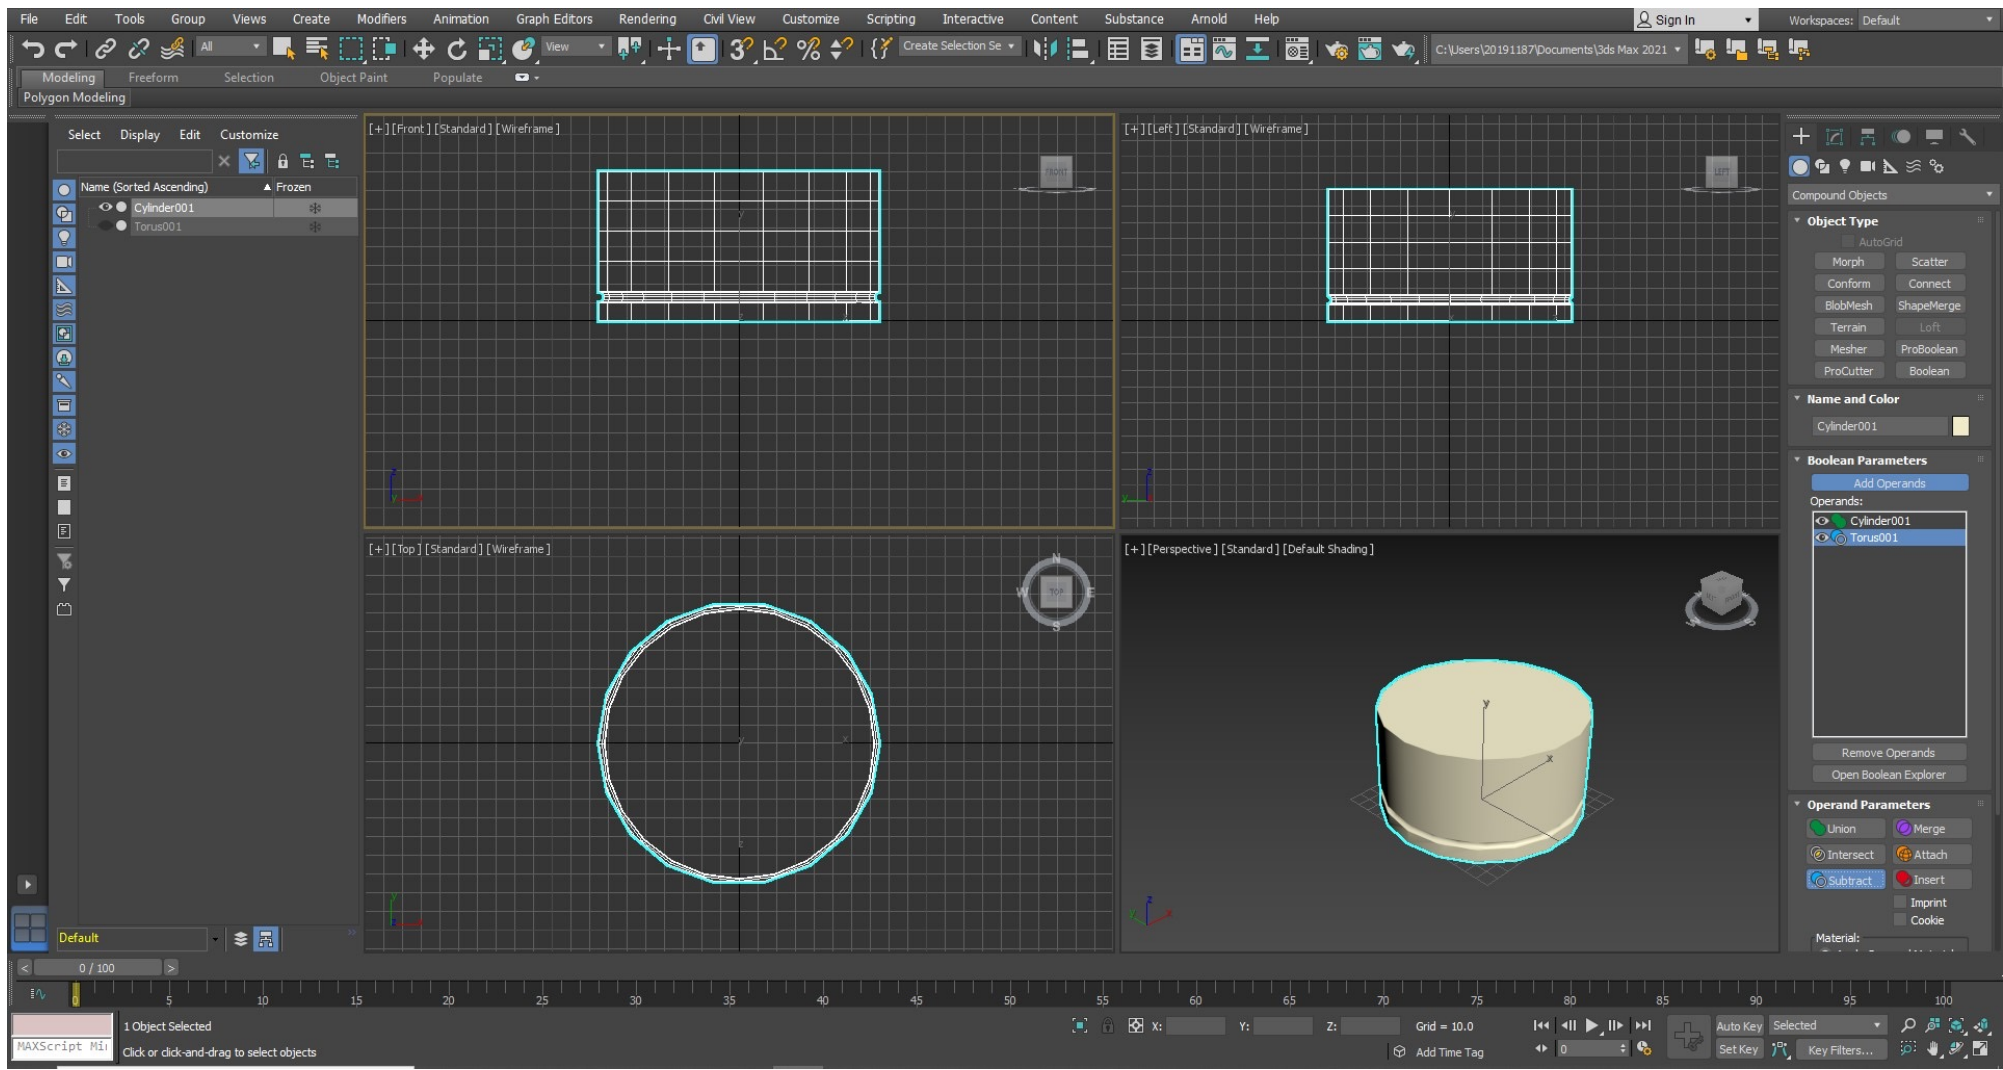 File Edit Tools Group Views Create Modifiers Animation Graph Editors Rendering Civil View Customize Scripting Interactive Content Substance Arnold Help Sign In Workspaces: Default
All View Create Selection Se C:\Users\20191187\Documents\3ds Max 2021
Modeling Freeform Selection Object Paint Populate
Polygon Modeling
Select Display Edit Customize
Name (Sorted Ascending) Frozen
Cylinder001
Torus001
Default
[+] [Front] [Standard] [Wireframe]
FRONT
[+] [Left] [Standard] [Wireframe]
LEFT
[+] [Top] [Standard] [Wireframe]
N
W TOP E
S
[+] [Perspective] [Standard] [Default Shading]
Compound Objects
Object Type
AutoGrid
Morph Scatter
Conform Connect
BlobMesh ShapeMerge
Terrain Loft
Mesher ProBoolean
ProCutter Boolean
Name and Color
Cylinder001
Boolean Parameters
Add Operands
Operands:
Cylinder001
Torus001
Remove Operands
Open Boolean Explorer
Operand Parameters
Union Merge
Intersect Attach
Subtract Insert
Imprint
Cookie
Material:
< 0 / 100 >
0 5 10 15 20 25 30 35 40 45 50 55 60 65 70 75 80 85 90 95 100
1 Object Selected X: Y: Z: Grid = 10.0 Auto Key Selected
MAXScript Mi Click or click-and-drag to select objects Add Time Tag 0 Set Key Key Filters...